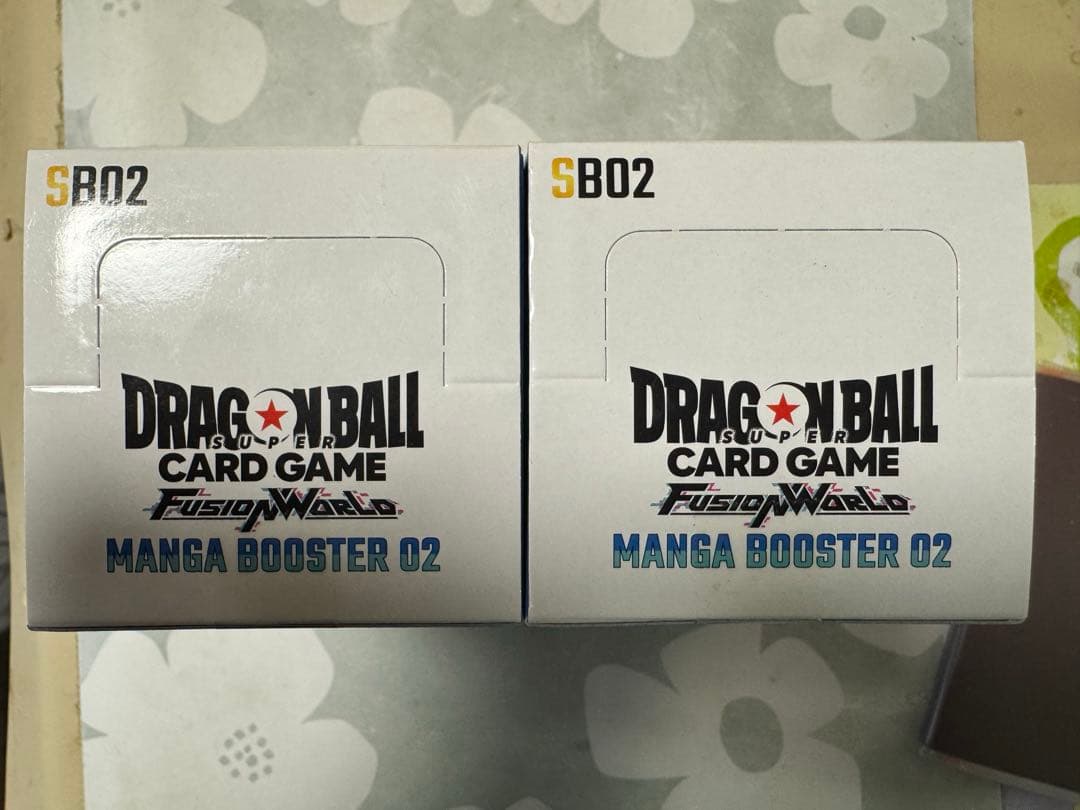 SB02
DRAGON BALL
SUPER
CARD GAME
FUSION WORLD
MANGA BOOSTER 02
SB02
DRAGON BALL
SUPER
CARD GAME
FUSION WORLD
MANGA BOOSTER 02